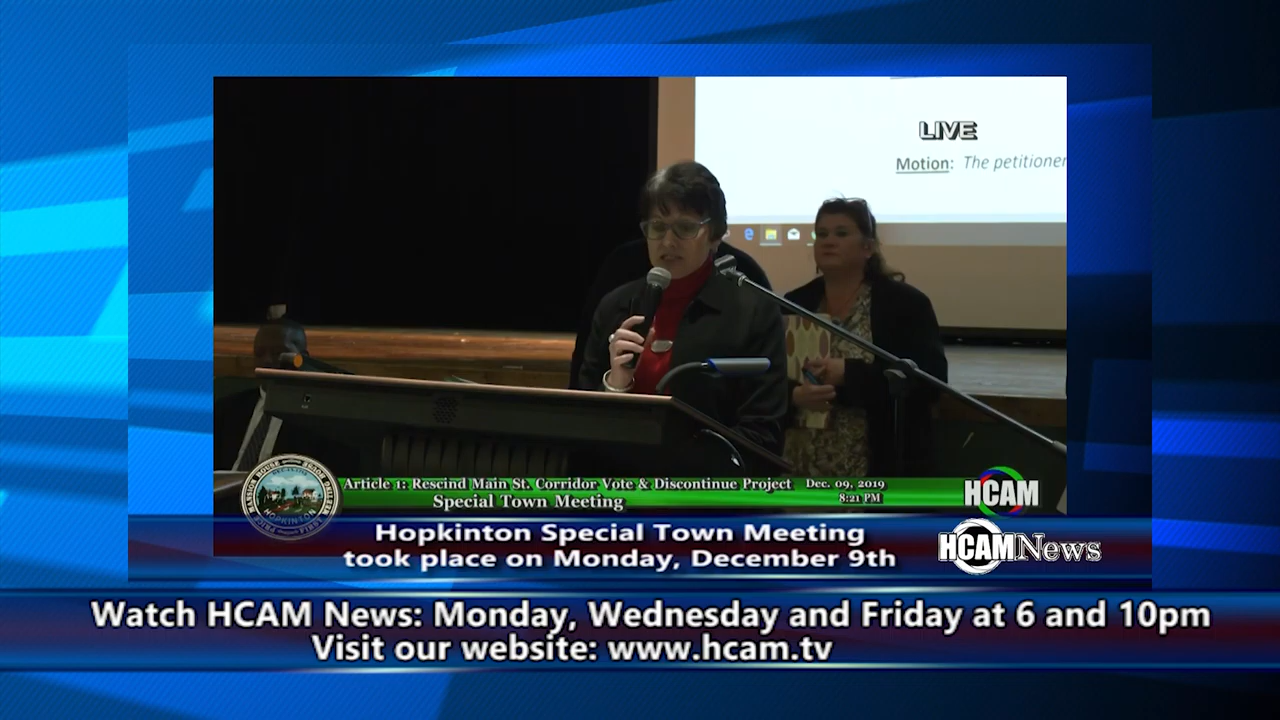 LIVE
Motion: The petitioner
Article 1: Rescind Main St. Corridor Vote & Discontinue Project Dec. 09, 2019
Special Town Meeting 8:21 PM
HCAM
HOPKINTON
Hopkinton Special Town Meeting
took place on Monday, December 9th
HCAM News
Watch HCAM News: Monday, Wednesday and Friday at 6 and 10pm
Visit our website: www.hcam.tv